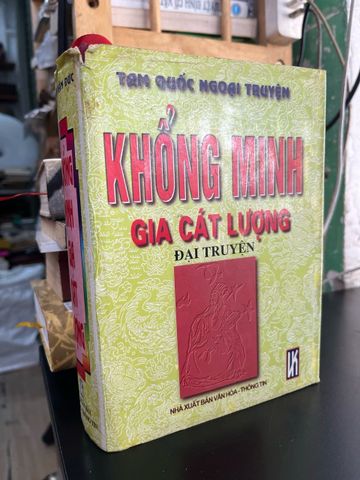 TAM QUỐC NGOẠI TRUYỆN
KHỔNG MINH
GIA CÁT LƯỢNG
ĐẠI TRUYỆN
NHÀ XUẤT BẢN VĂN HÓA - THÔNG TIN